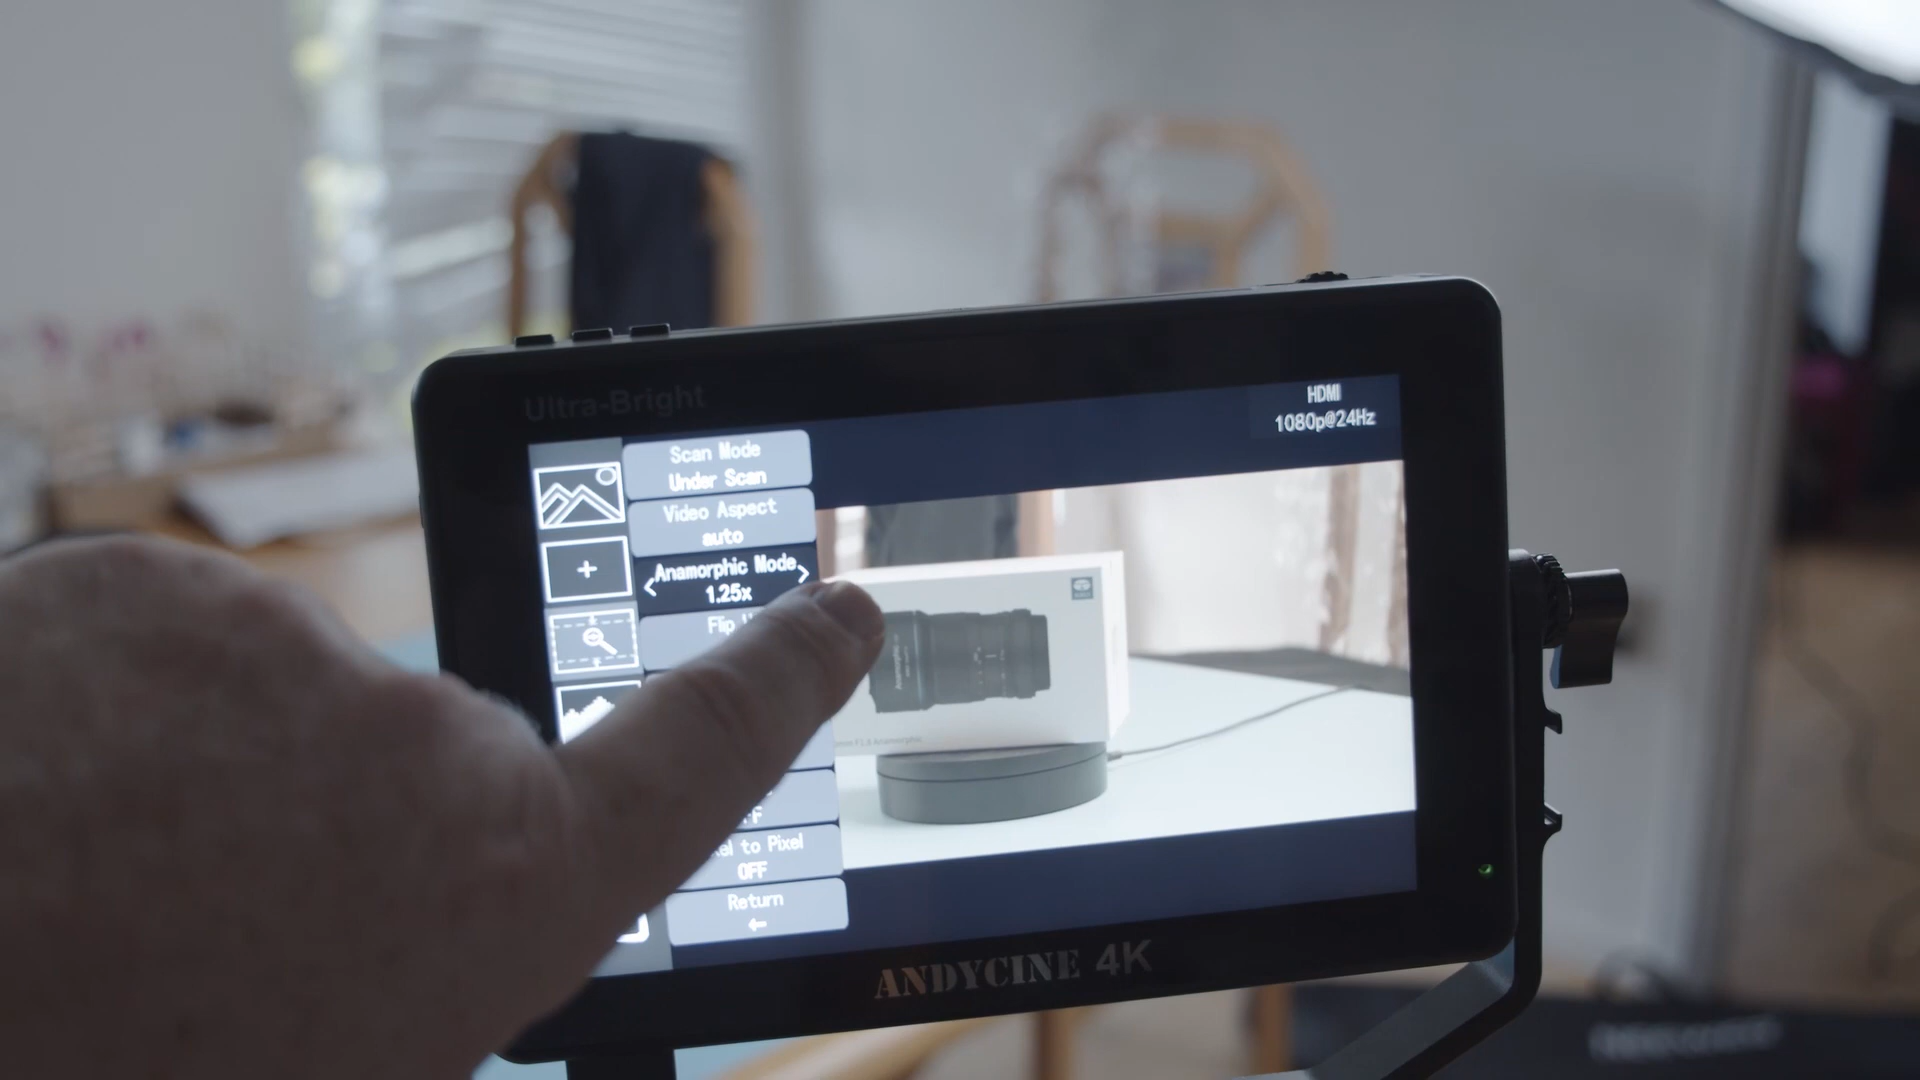 Ultra-Bright
HDMI
1080p@24Hz
Scan Mode
Under Scan
Video Aspect
auto
Anamorphic Mode
1.25x
Flip
to Pixel
OFF
Return
ANDYCINE 4K